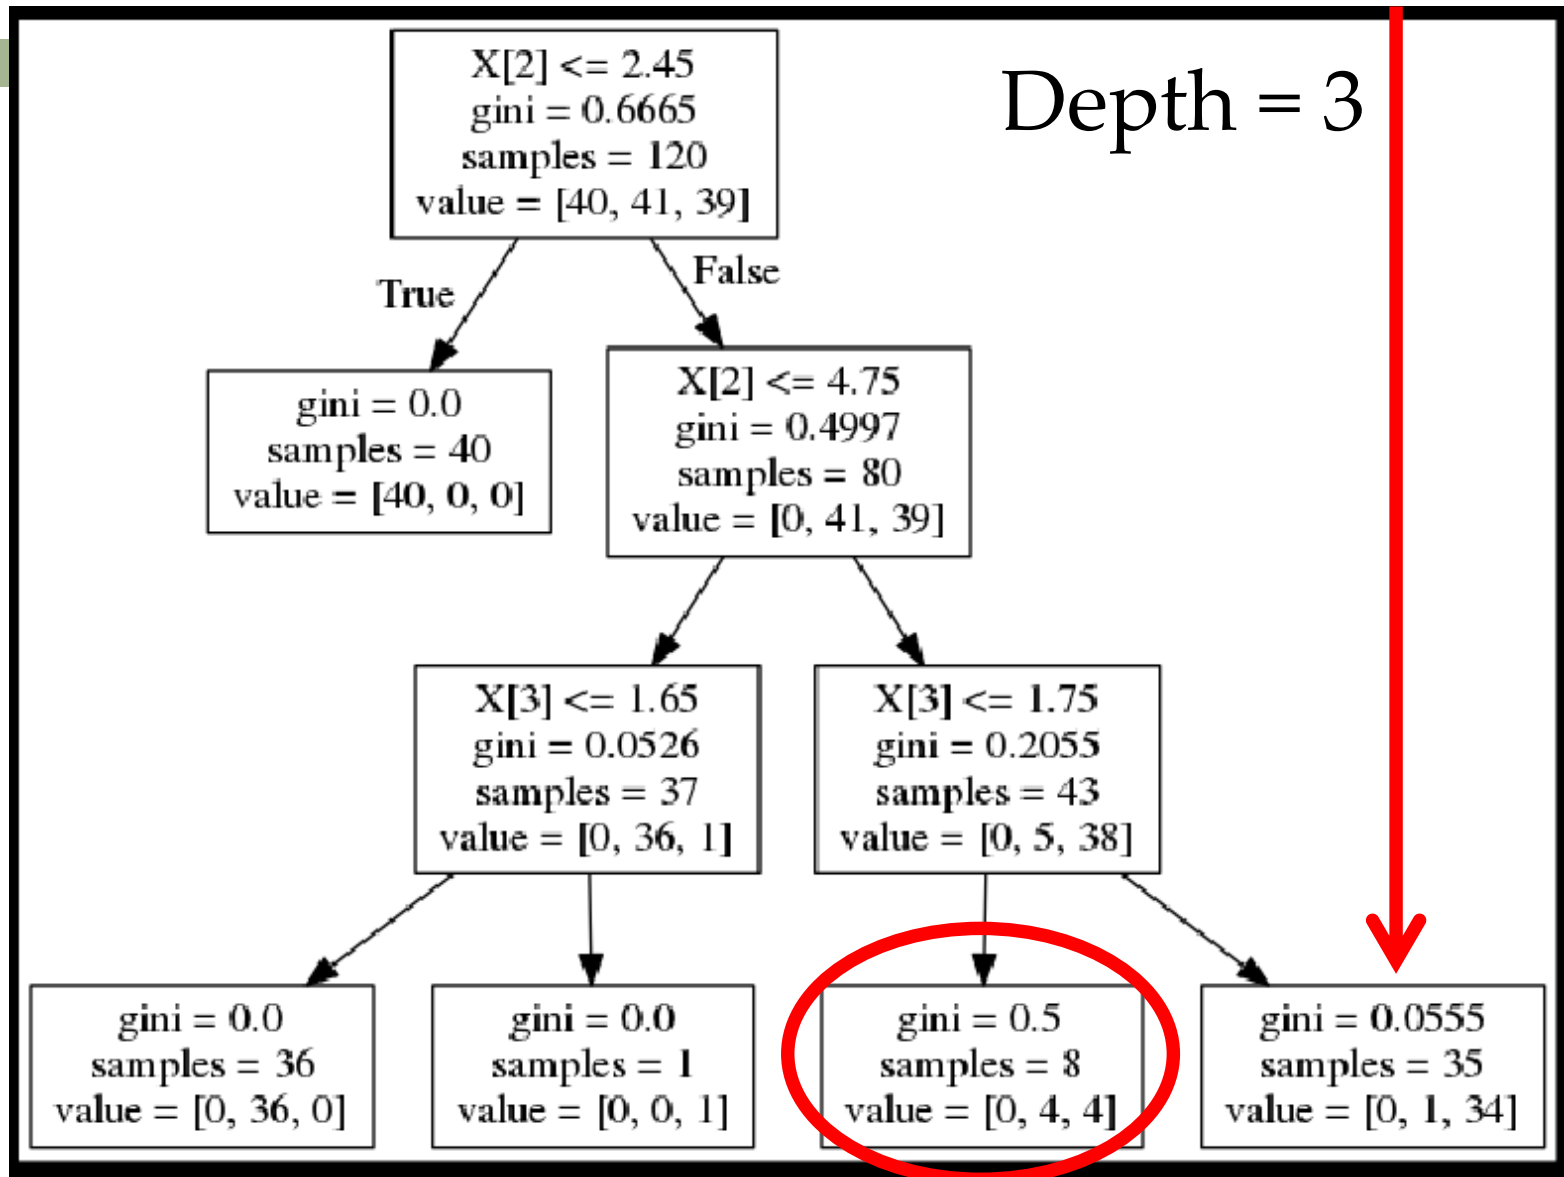 X[2] <= 2.45
gini = 0.6665
samples = 120
value = [40, 41, 39]
Depth = 3
True
False
gini = 0.0
samples = 40
value = [40, 0, 0]
X[2] <= 4.75
gini = 0.4997
samples = 80
value = [0, 41, 39]
X[3] <= 1.65
gini = 0.0526
samples = 37
value = [0, 36, 1]
X[3] <= 1.75
gini = 0.2055
samples = 43
value = [0, 5, 38]
gini = 0.0
samples = 36
value = [0, 36, 0]
gini = 0.0
samples = 1
value = [0, 0, 1]
gini = 0.5
samples = 8
value = [0, 4, 4]
gini = 0.0555
samples = 35
value = [0, 1, 34]